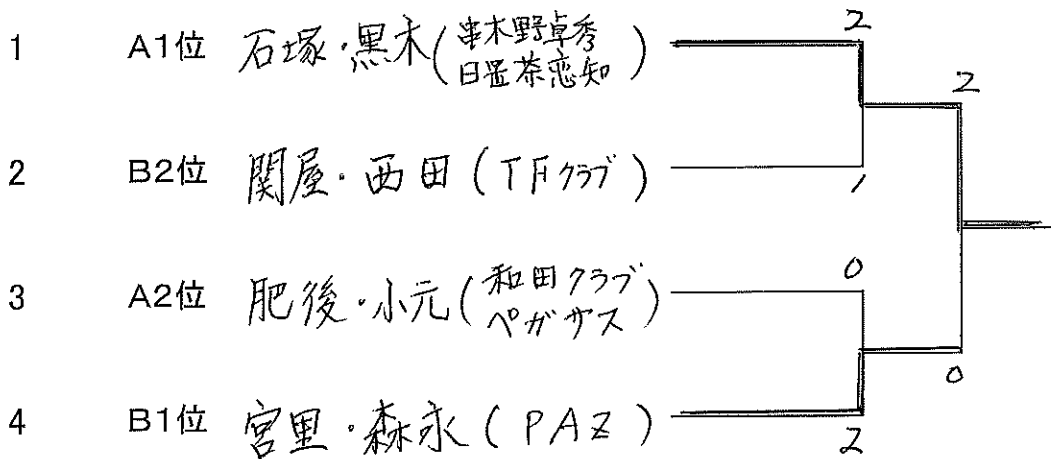 1 A1位 石塚・黒木(串木野卓秀 日置茶恋知) 2
2
2 B2位 関屋・西田(TFクラブ) 1
3 A2位 肥後・小元(和田クラブ ペガサス) 0
0
4 B1位 宮里・森永(PAZ) 2